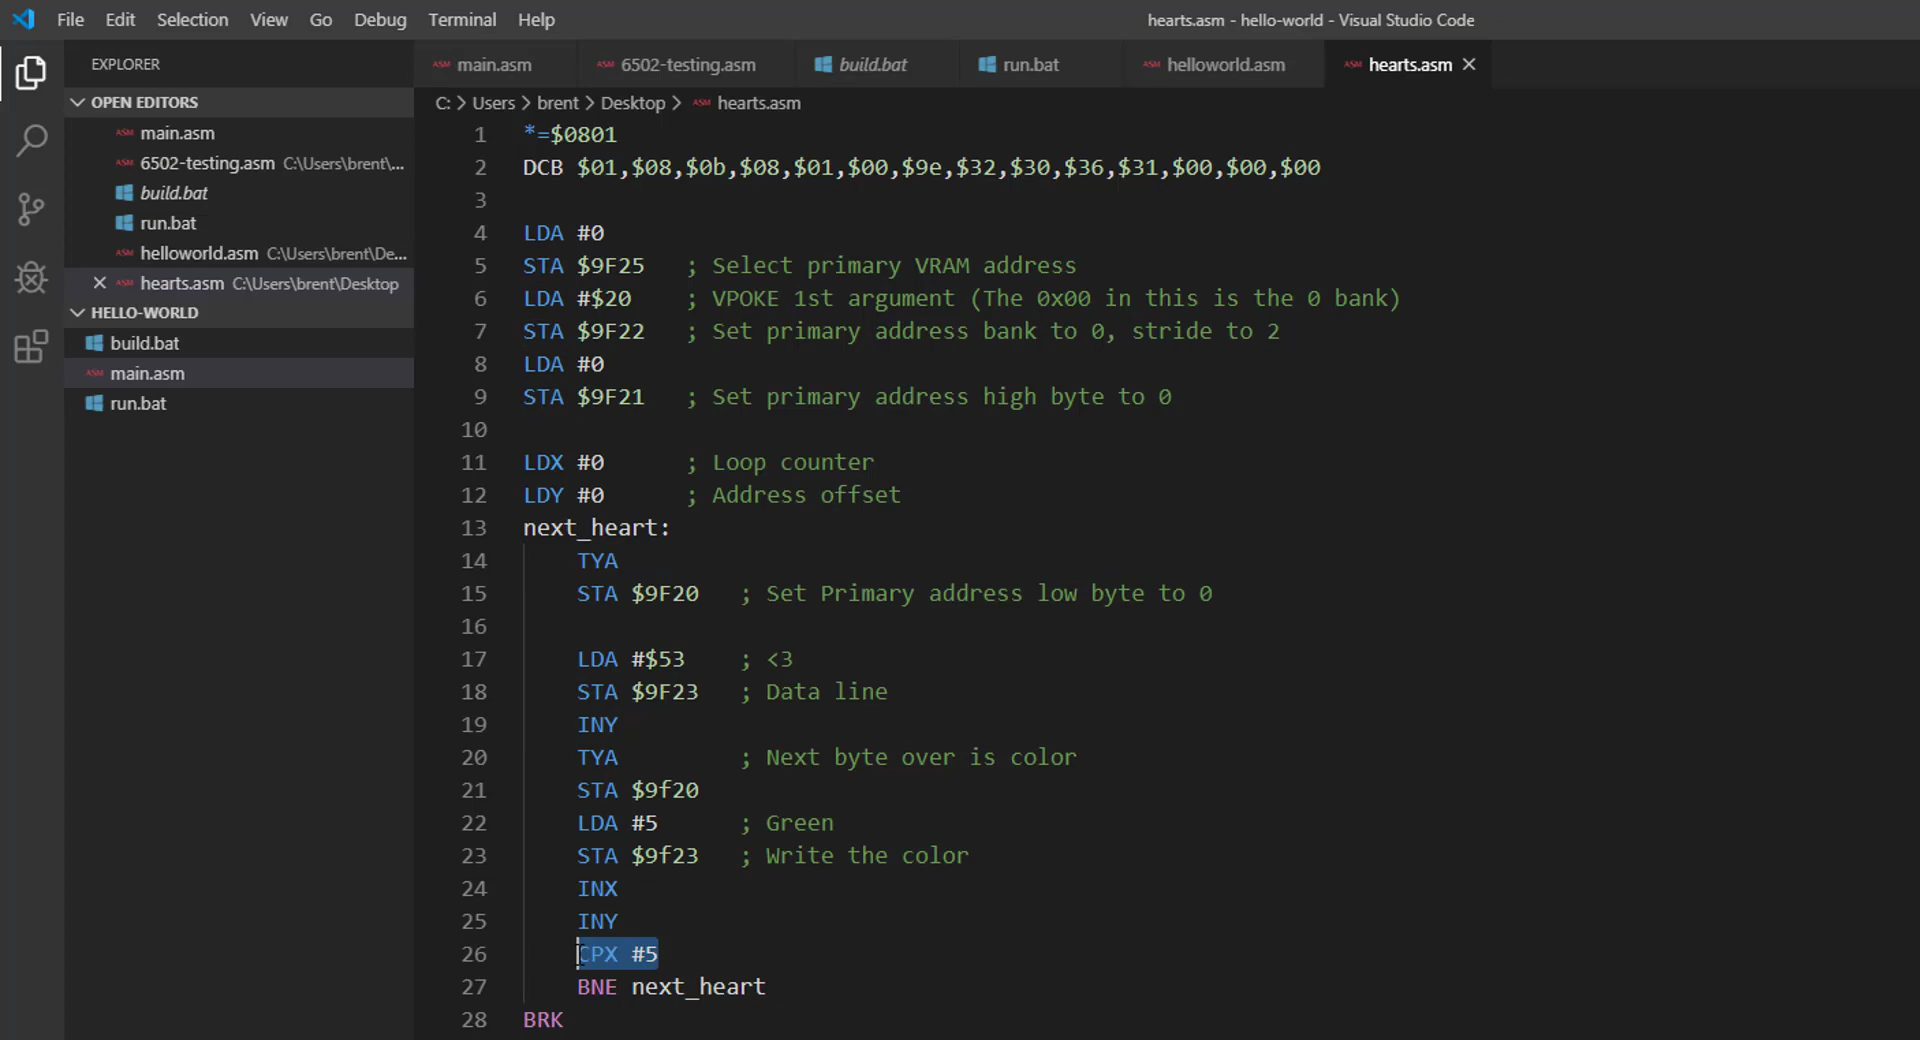 File Edit Selection View Go Debug Terminal Help
hearts.asm - hello-world - Visual Studio Code
EXPLORER
OPEN EDITORS
ASM main.asm
ASM 6502-testing.asm C:\Users\brent\...
build.bat
run.bat
ASM helloworld.asm C:\Users\brent\De...
ASM hearts.asm C:\Users\brent\Desktop
HELLO-WORLD
build.bat
ASM main.asm
run.bat
ASM main.asm ASM 6502-testing.asm build.bat run.bat ASM helloworld.asm ASM hearts.asm
C: > Users > brent > Desktop > ASM hearts.asm
1 *=$0801
2 DCB $01,$08,$0b,$08,$01,$00,$9e,$32,$30,$36,$31,$00,$00,$00
3
4 LDA #0
5 STA $9F25 ; Select primary VRAM address
6 LDA #$20 ; VPOKE 1st argument (The 0x00 in this is the 0 bank)
7 STA $9F22 ; Set primary address bank to 0, stride to 2
8 LDA #0
9 STA $9F21 ; Set primary address high byte to 0
10
11 LDX #0 ; Loop counter
12 LDY #0 ; Address offset
13 next_heart:
14 TYA
15 STA $9F20 ; Set Primary address low byte to 0
16
17 LDA #$53 ; <3
18 STA $9F23 ; Data line
19 INY
20 TYA ; Next byte over is color
21 STA $9f20
22 LDA #5 ; Green
23 STA $9f23 ; Write the color
24 INX
25 INY
26 CPX #5
27 BNE next_heart
28 BRK